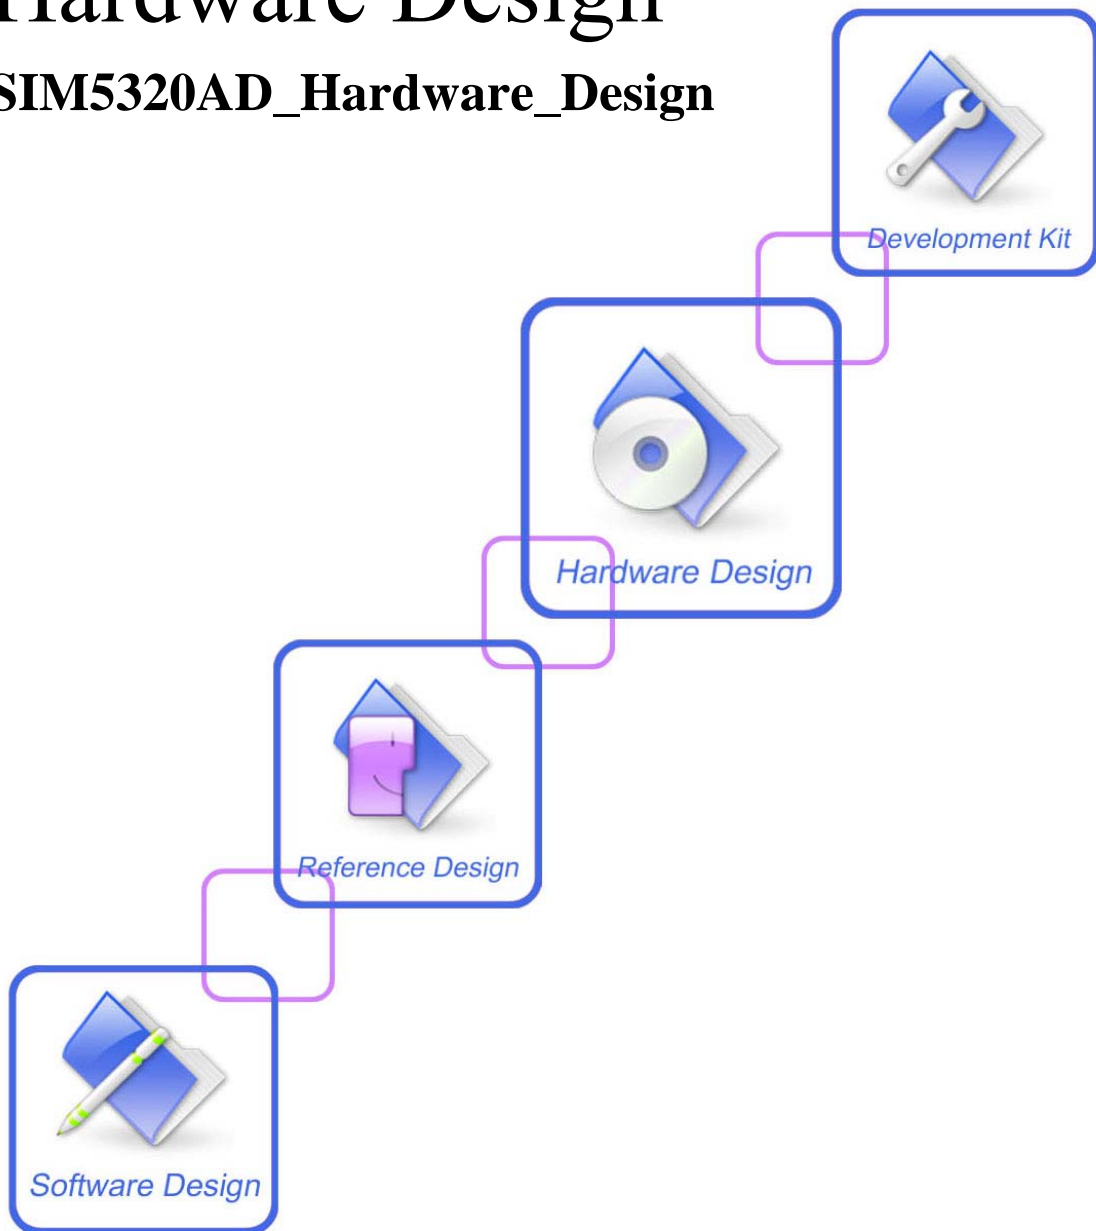 Hardware Design
SIM5320AD_Hardware_Design
Development Kit
Hardware Design
Reference Design
Software Design